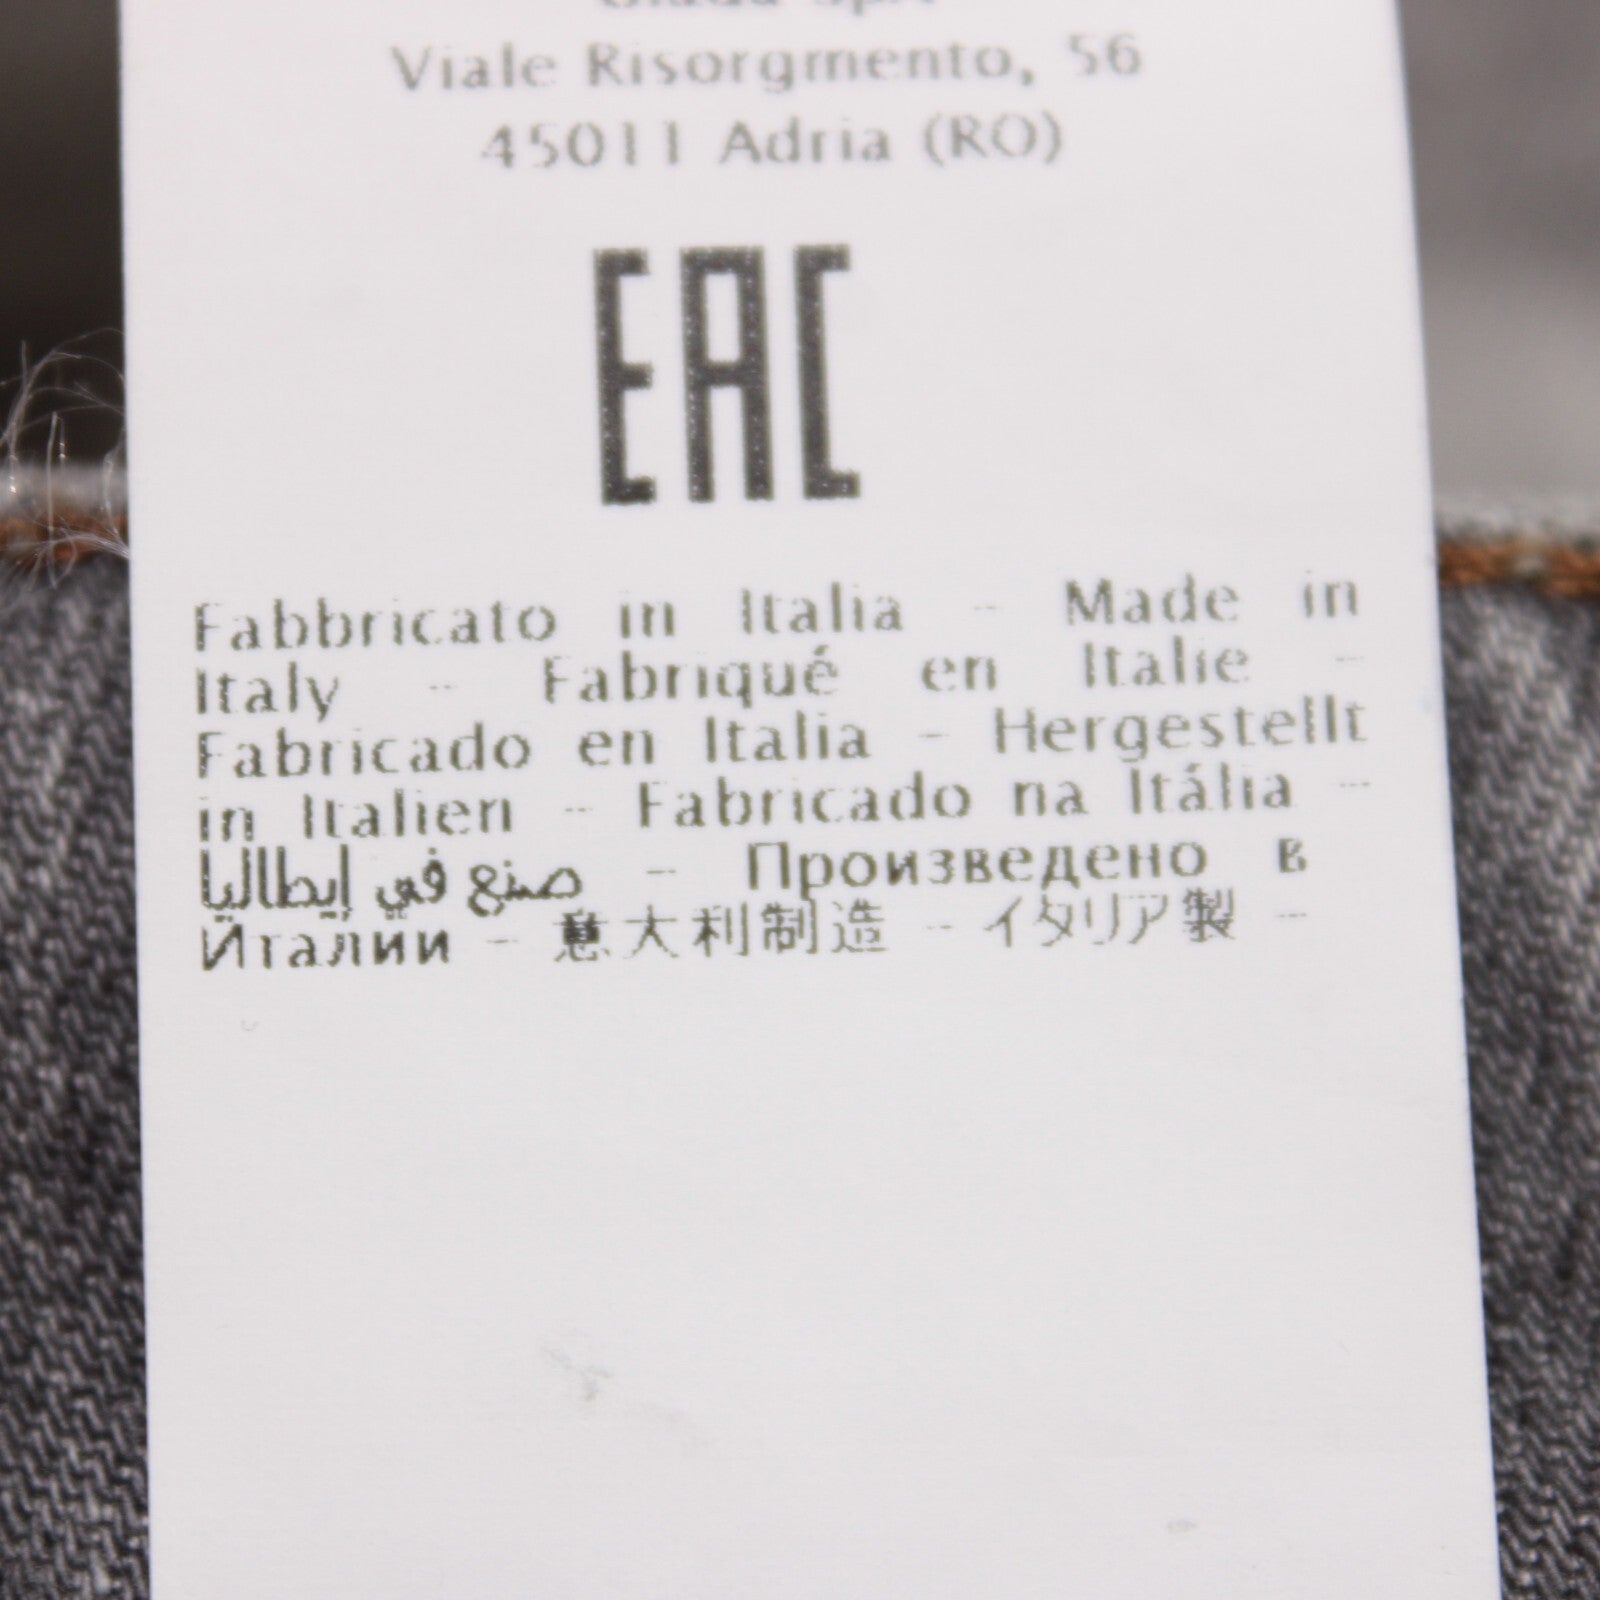 Viale Risorgmento, 56
45011 Adria (RO)
EAC
Fabbricato in Italia - Made in
Italy - Fabriqué en Italie -
Fabricado en Italia - Hergestellt
in Italien - Fabricado na Itália -
صنع في إيطاليا - Произведено в
Италии - 意大利制造 - イタリア製 -